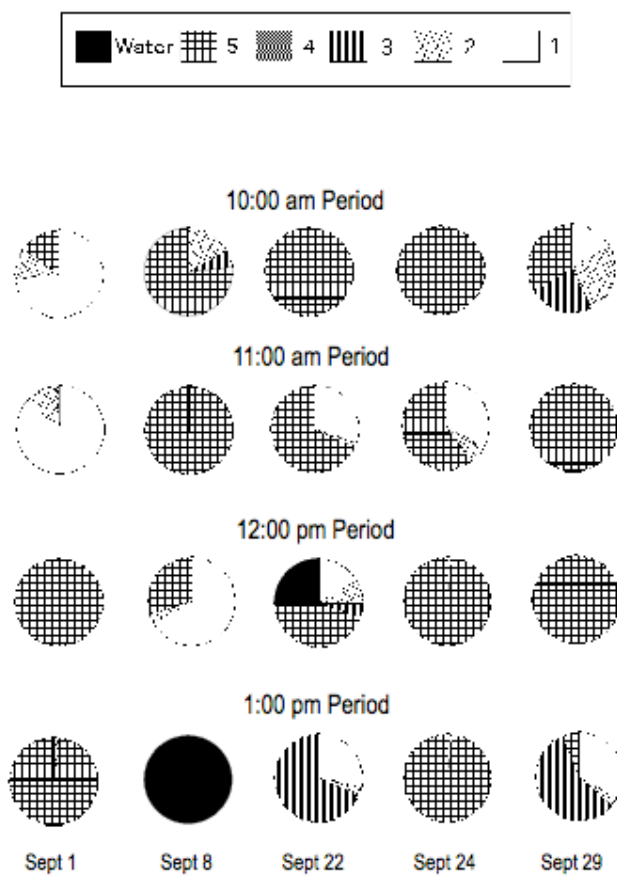 Water 5 4 3 2 1
10:00 am Period
11:00 am Period
12:00 pm Period
1:00 pm Period
Sept 1 Sept 8 Sept 22 Sept 24 Sept 29